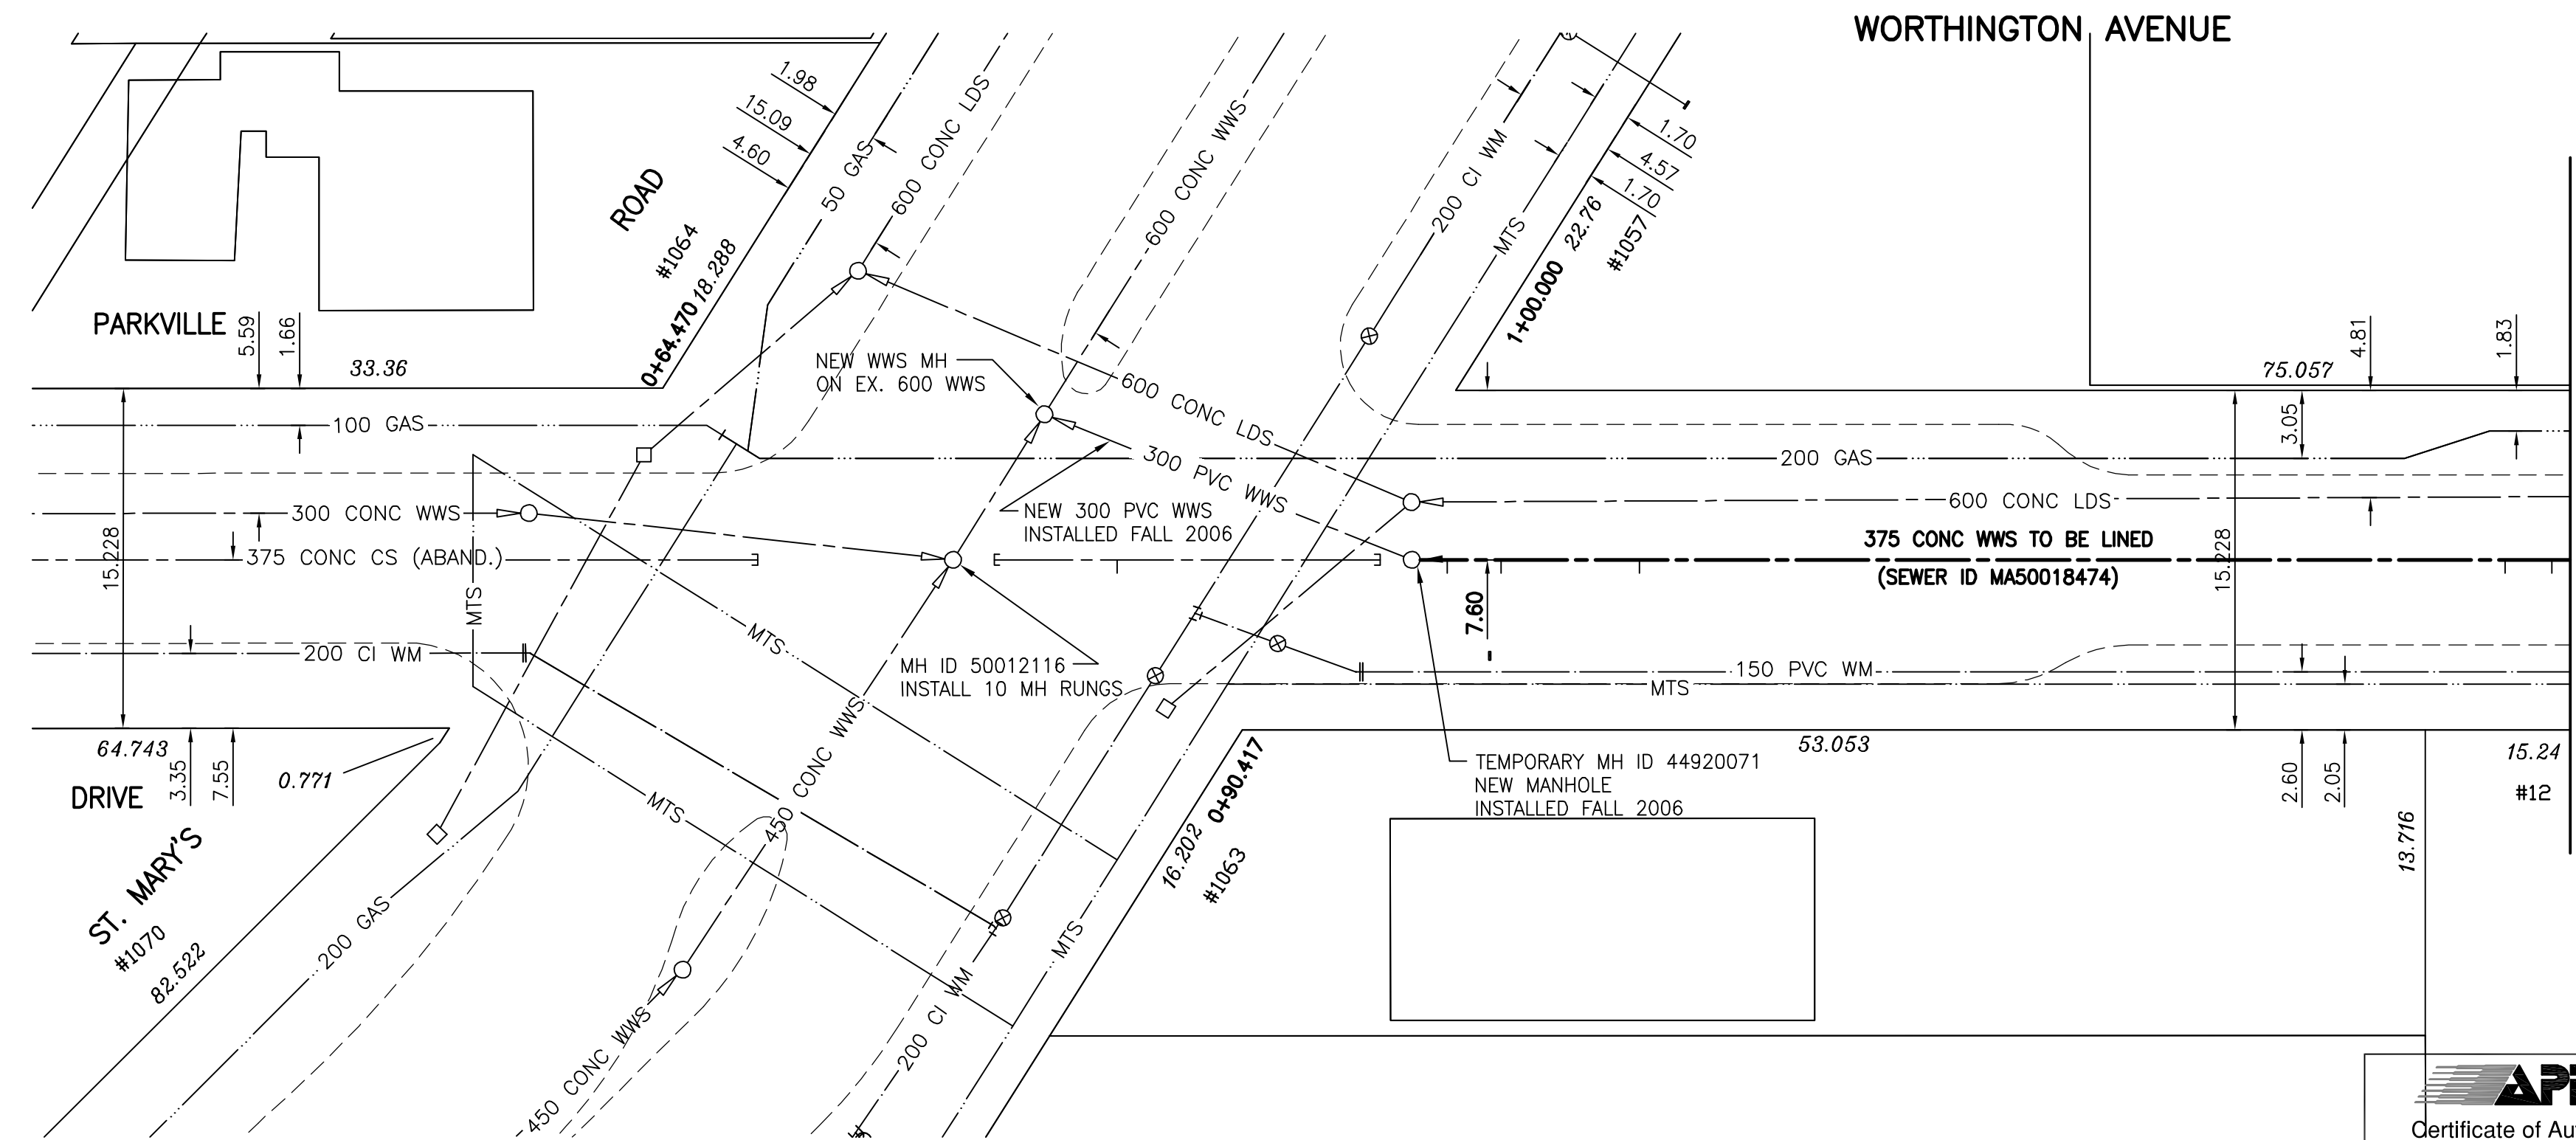 WORTHINGTON AVENUE
1.98
15.09
4.60
ROAD
#1064
0+64.470 18.288
50 GAS
600 CONC LDS
600 CONC WWS
200 CI WM
MTS
1.70
4.57
1.70
1+00.000 22.76
#1057
PARKVILLE
5.59
1.66
33.36
4.81
1.83
75.057
3.05
NEW WWS MH
ON EX. 600 WWS
600 CONC LDS
100 GAS
300 PVC WWS
200 GAS
300 CONC WWS
NEW 300 PVC WWS
INSTALLED FALL 2006
600 CONC LDS
375 CONC WWS TO BE LINED
(SEWER ID MA50018474)
15.228
375 CONC CS (ABAND.)
15.228
MTS
7.60
MTS
200 CI WM
MH ID 50012116
INSTALL 10 MH RUNGS
150 PVC WM
MTS
64.743
3.35
7.55
0.771
DRIVE
450 CONC WWS
MTS
TEMPORARY MH ID 44920071
NEW MANHOLE
INSTALLED FALL 2006
53.053
2.60
2.05
15.24
#12
13.716
16.202 0+90.417
#1063
ST. MARY'S
#1070
82.522
200 GAS
MTS
200 CI WM
450 CONC WWS
Certificate of